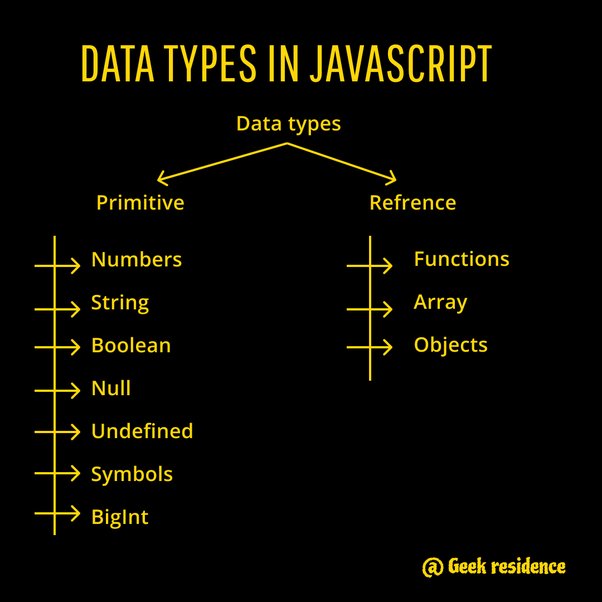 DATA TYPES IN JAVASCRIPT
Data types
Primitive
Numbers
String
Boolean
Null
Undefined
Symbols
BigInt
Refrence
Functions
Array
Objects
@ Geek residence